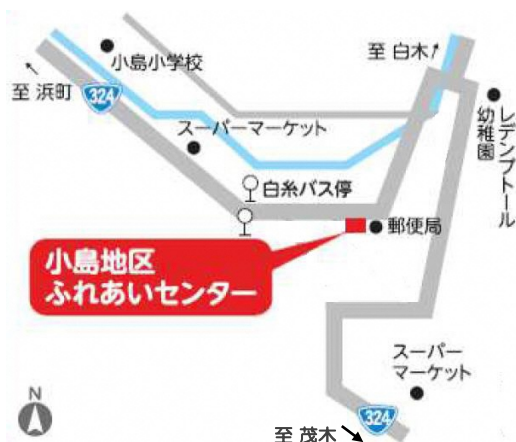 小島小学校
至 白木
至 浜町
324
スーパーマーケット
レデンプトール
幼稚園
白糸バス停
郵便局
小島地区
ふれあいセンター
スーパー
マーケット
N
324
至 茂木